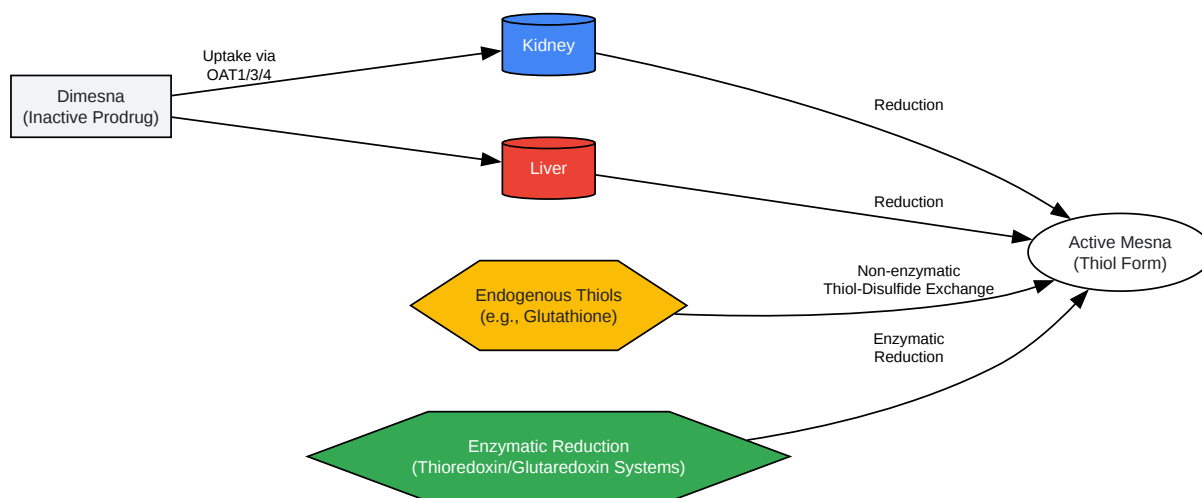 Kidney
Uptake via
OAT1/3/4
Dimesna
(Inactive Prodrug)
Reduction
Liver
Reduction
Active Mesna
(Thiol Form)
Non-enzymatic
Thiol-Disulfide Exchange
Endogenous Thiols
(e.g., Glutathione)
Enzymatic
Reduction
Enzymatic Reduction
(Thioredoxin/Glutaredoxin Systems)